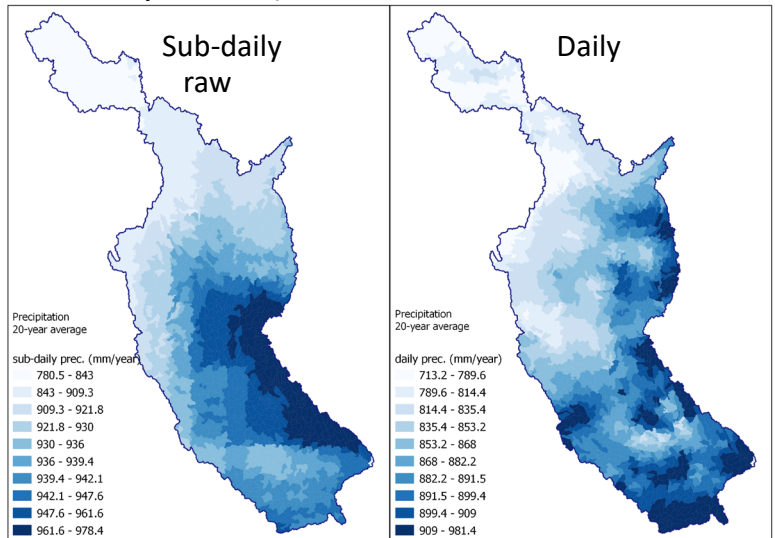 Sub-daily
raw
Precipitation
20-year average
sub-daily prec. (mm/year)
780.5 - 843
843 - 909.3
909.3 - 921.8
921.8 - 930
930 - 936
936 - 939.4
939.4 - 942.1
942.1 - 947.6
947.6 - 961.6
961.6 - 978.4
Daily
Precipitation
20-year average
daily prec. (mm/year)
713.2 - 789.6
789.6 - 814.4
814.4 - 835.4
835.4 - 853.2
853.2 - 868
868 - 882.2
882.2 - 891.5
891.5 - 899.4
899.4 - 909
909 - 981.4